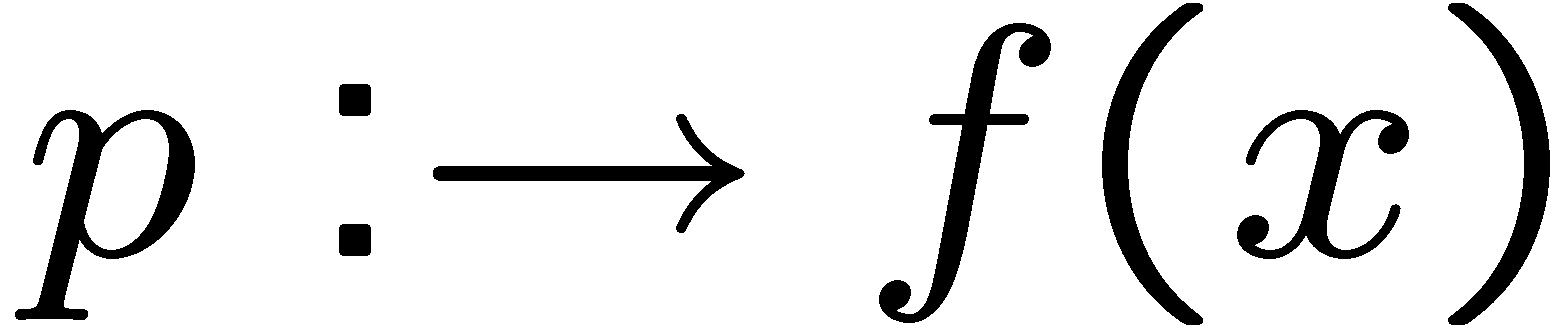 p :→ f(x)